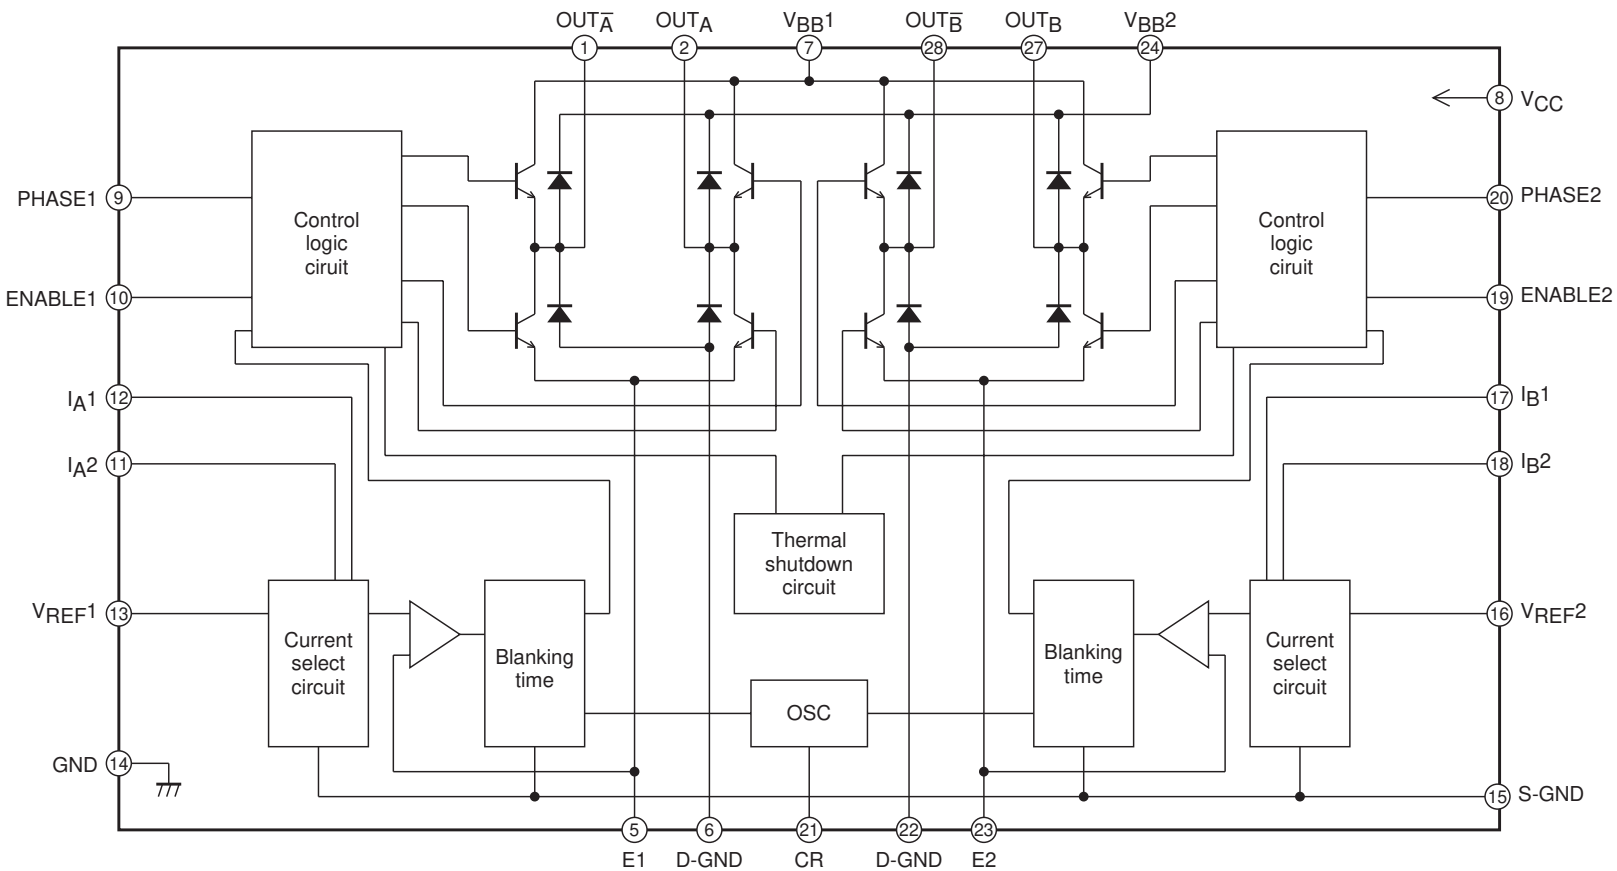 OUTA̅ OUTA VBB1 OUTB̅ OUTB VBB2
1 2 7 28 27 24
8 VCC
PHASE1 9
20 PHASE2
Control
logic
ciruit
Control
logic
ciruit
ENABLE1 10
19 ENABLE2
IA1 12
17 IB1
IA2 11
18 IB2
Thermal
shutdown
circuit
VREF1 13
16 VREF2
Current
select
circuit
Blanking
time
Blanking
time
Current
select
circuit
OSC
GND 14
15 S-GND
5 6 21 22 23
E1 D-GND CR D-GND E2